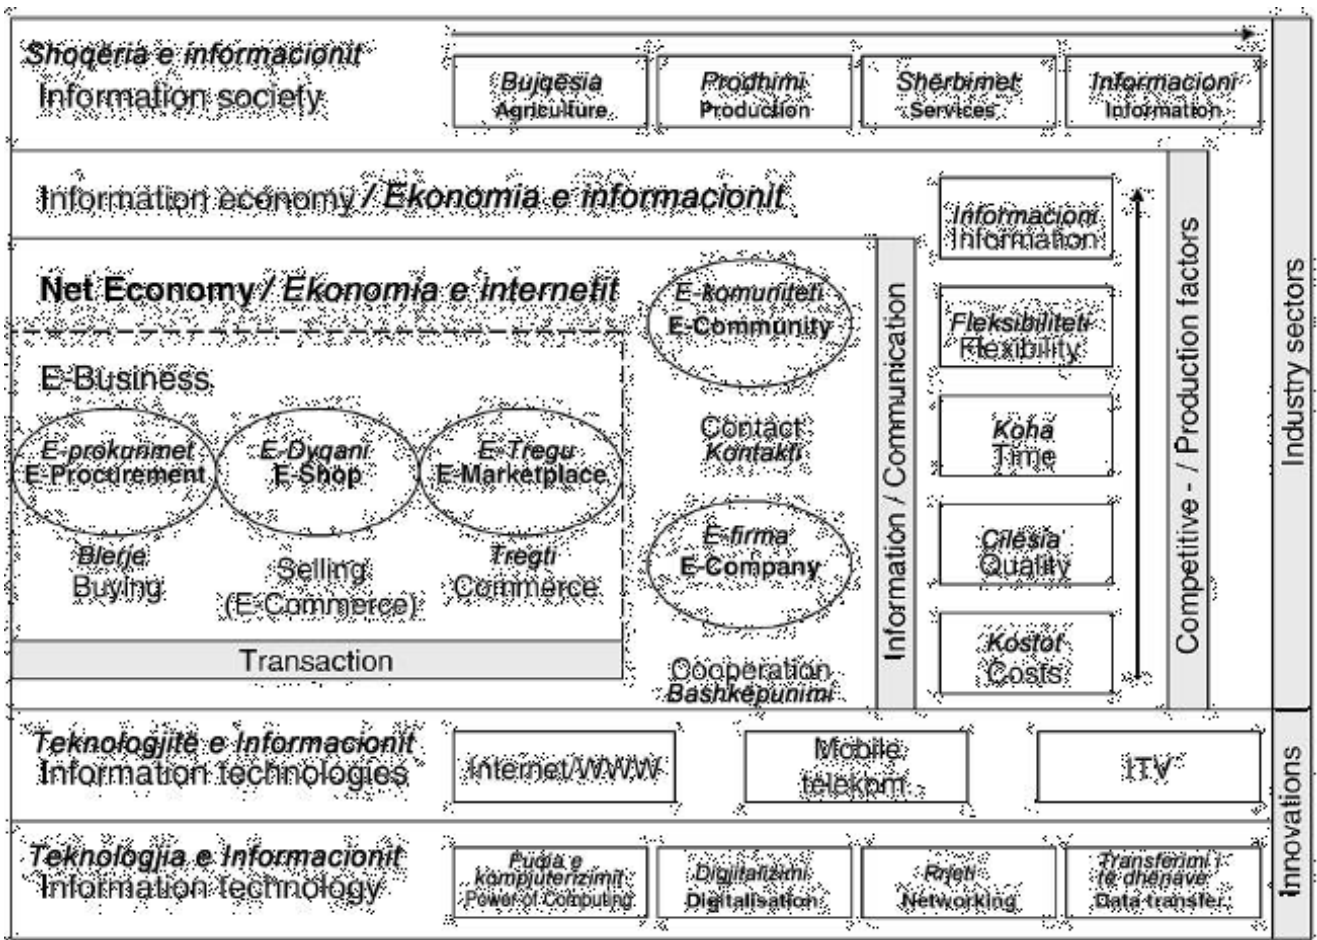 Shoqëria e informacionit
Information society
Bujqësia
Agriculture
Prodhimi
Production
Shërbimet
Services
Informacioni
Information
Information economy / Ekonomia e informacionit
Informacioni
Information
Fleksibiliteti
Flexibility
Koha
Time
Cilësia
Quality
Kostot
Costs
Competitive - / Production factors
Industry sectors
Net Economy / Ekonomia e internetit
E-komuniteti
E-Community
Contact
Kontakti
E-firma
E-Company
Cooperation
Bashkëpunimi
Information / Communication
E-Business
E-prokurimet
E-Procurement
Blerje
Buying
E-Dyqani
E-Shop
Selling
(E-Commerce)
E-Tregu
E-Marketplace
Tregti
Commerce
Transaction
Teknologjitë e Informacionit
Information technologies
Internet/WWW
Mobile
telekom
ITV
Teknologjia e Informacionit
Information technology
Fuqia e
kompjuterizimit
Power of Computing
Digjitalizimi
Digitalisation
Rrjeti
Networking
Transferimi i
të dhënave
Data transfer
Innovations